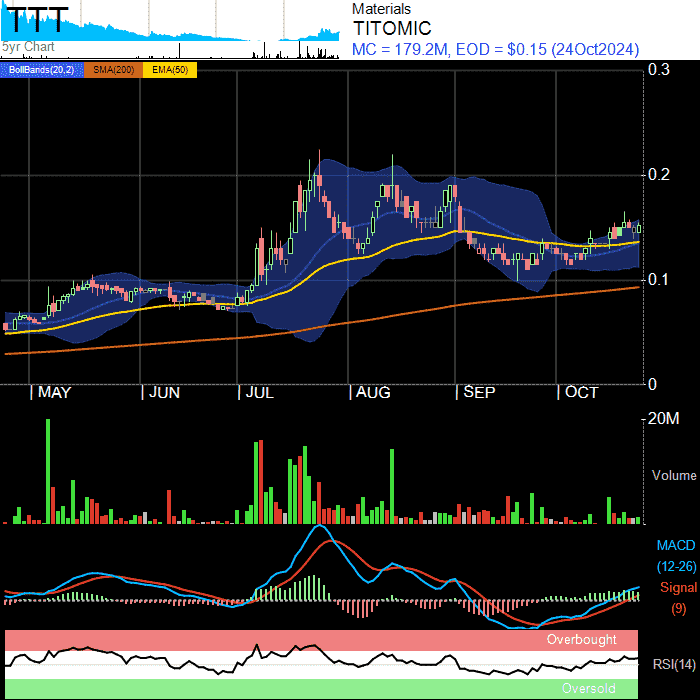 TTT
5yr Chart
Materials
TITOMIC
MC = 179.2M, EOD = $0.15 (24Oct2024)
BollBands(20,2) SMA(200) EMA(50)
0.3
0.2
0.1
0
| MAY | JUN | JUL | AUG | SEP | OCT
20M
Volume
MACD
(12-26)
Signal
(9)
Overbought
RSI(14)
Oversold